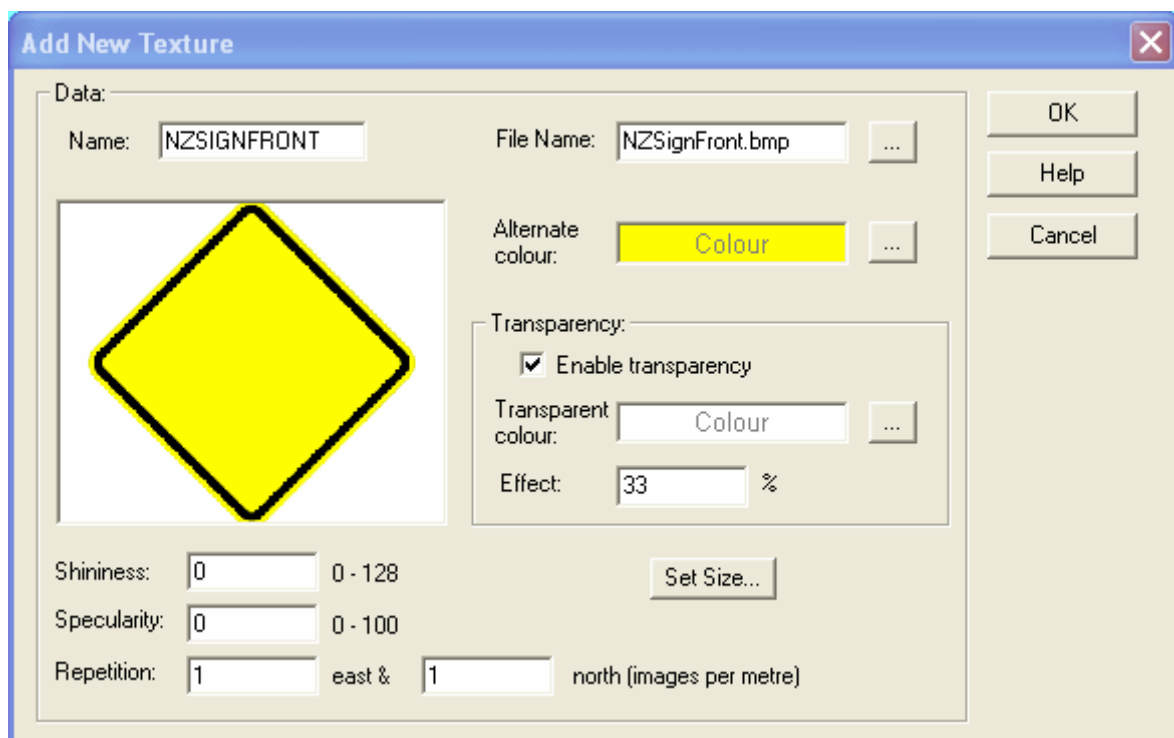 Add New Texture
Data:
Name: NZSIGNFRONT
File Name: NZSignFront.bmp ...
OK
Help
Cancel
Alternate
colour: Colour ...
Transparency:
Enable transparency
Transparent
colour: Colour ...
Effect: 33 %
Shininess: 0 0 - 128
Set Size...
Specularity: 0 0 - 100
Repetition: 1 east & 1 north (images per metre)